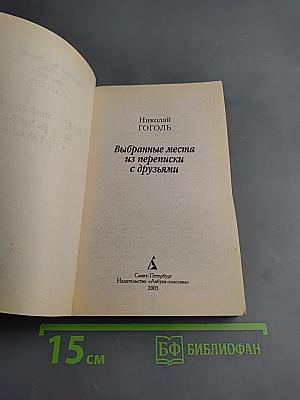 Николай
ГОГОЛЬ
Выбранные места
из переписки
с друзьями
Санкт-Петербург
Издательство «Азбука-классика»
2005
15 см
БФ БИБЛИОФАН